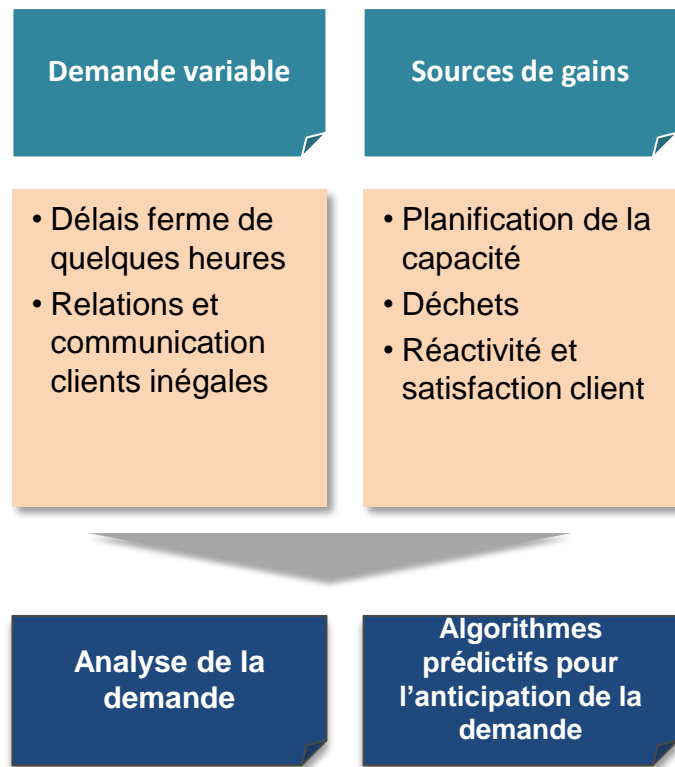 Demande variable
Sources de gains
• Délais ferme de
quelques heures
• Relations et
communication
clients inégales
• Planification de la
capacité
• Déchets
• Réactivité et
satisfaction client
Analyse de la
demande
Algorithmes
prédictifs pour
l’anticipation de la
demande